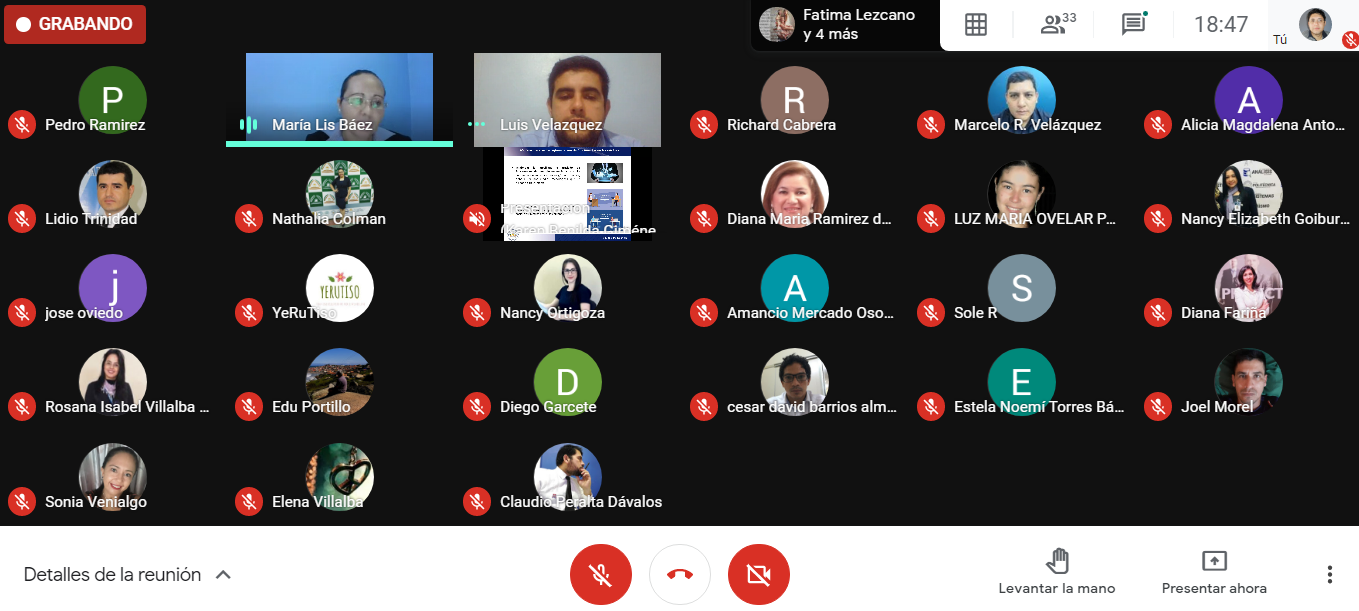 GRABANDO
Fatima Lezcano
y 4 más
33
18:47
Tú
P
Pedro Ramirez
María Lis Báez
Luis Velazquez
R
Richard Cabrera
Marcelo R. Velázquez
A
Alicia Magdalena Anto...
Lidio Trinidad
Nathalia Colman
Presentación
(Karen Regilda Giméne
Diana Maria Ramirez d...
LUZ MARIA OVELAR P...
Nancy Elizabeth Goibur...
j
jose oviedo
YERUTISO
YeRuTiso
Nancy Ortigoza
A
Amancio Mercado Oso...
S
Sole R
Diana Fariña
Rosana Isabel Villalba ...
Edu Portillo
D
Diego Garcete
cesar david barrios alm...
E
Estela Noemí Torres Bá...
Joel Morel
Sonia Venialgo
Elena Villalba
Claudio Peralta Dávalos
Detalles de la reunión
Levantar la mano
Presentar ahora